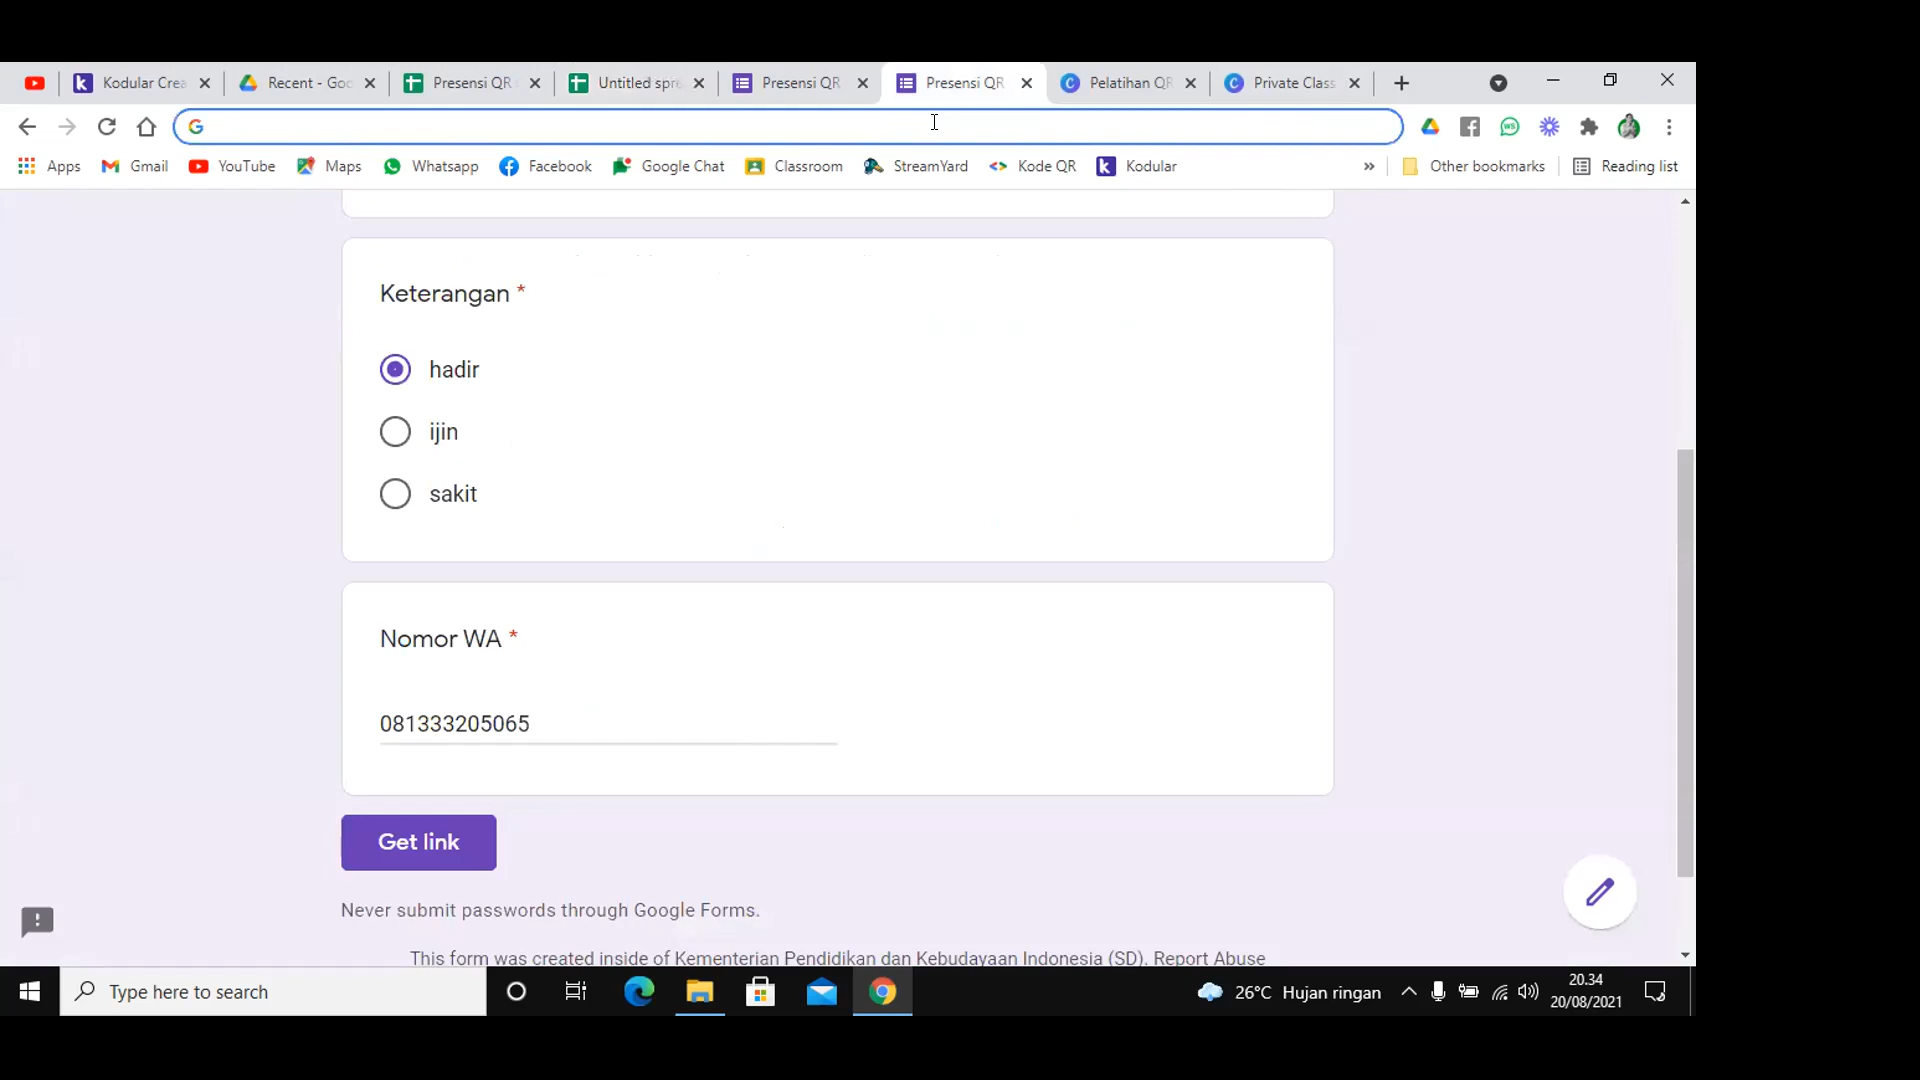 Kodular Crea
Recent - Goo
Presensi QR
Untitled spre
Presensi QR
Presensi QR
Pelatihan QR
Private Class
Apps
Gmail
YouTube
Maps
Whatsapp
Facebook
Google Chat
Classroom
StreamYard
Kode QR
Kodular
Other bookmarks
Reading list
Keterangan *
hadir
ijin
sakit
Nomor WA *
081333205065
Get link
Never submit passwords through Google Forms.
This form was created inside of Kementerian Pendidikan dan Kebudayaan Indonesia (SD). Report Abuse
Type here to search
26°C Hujan ringan
20.34
20/08/2021